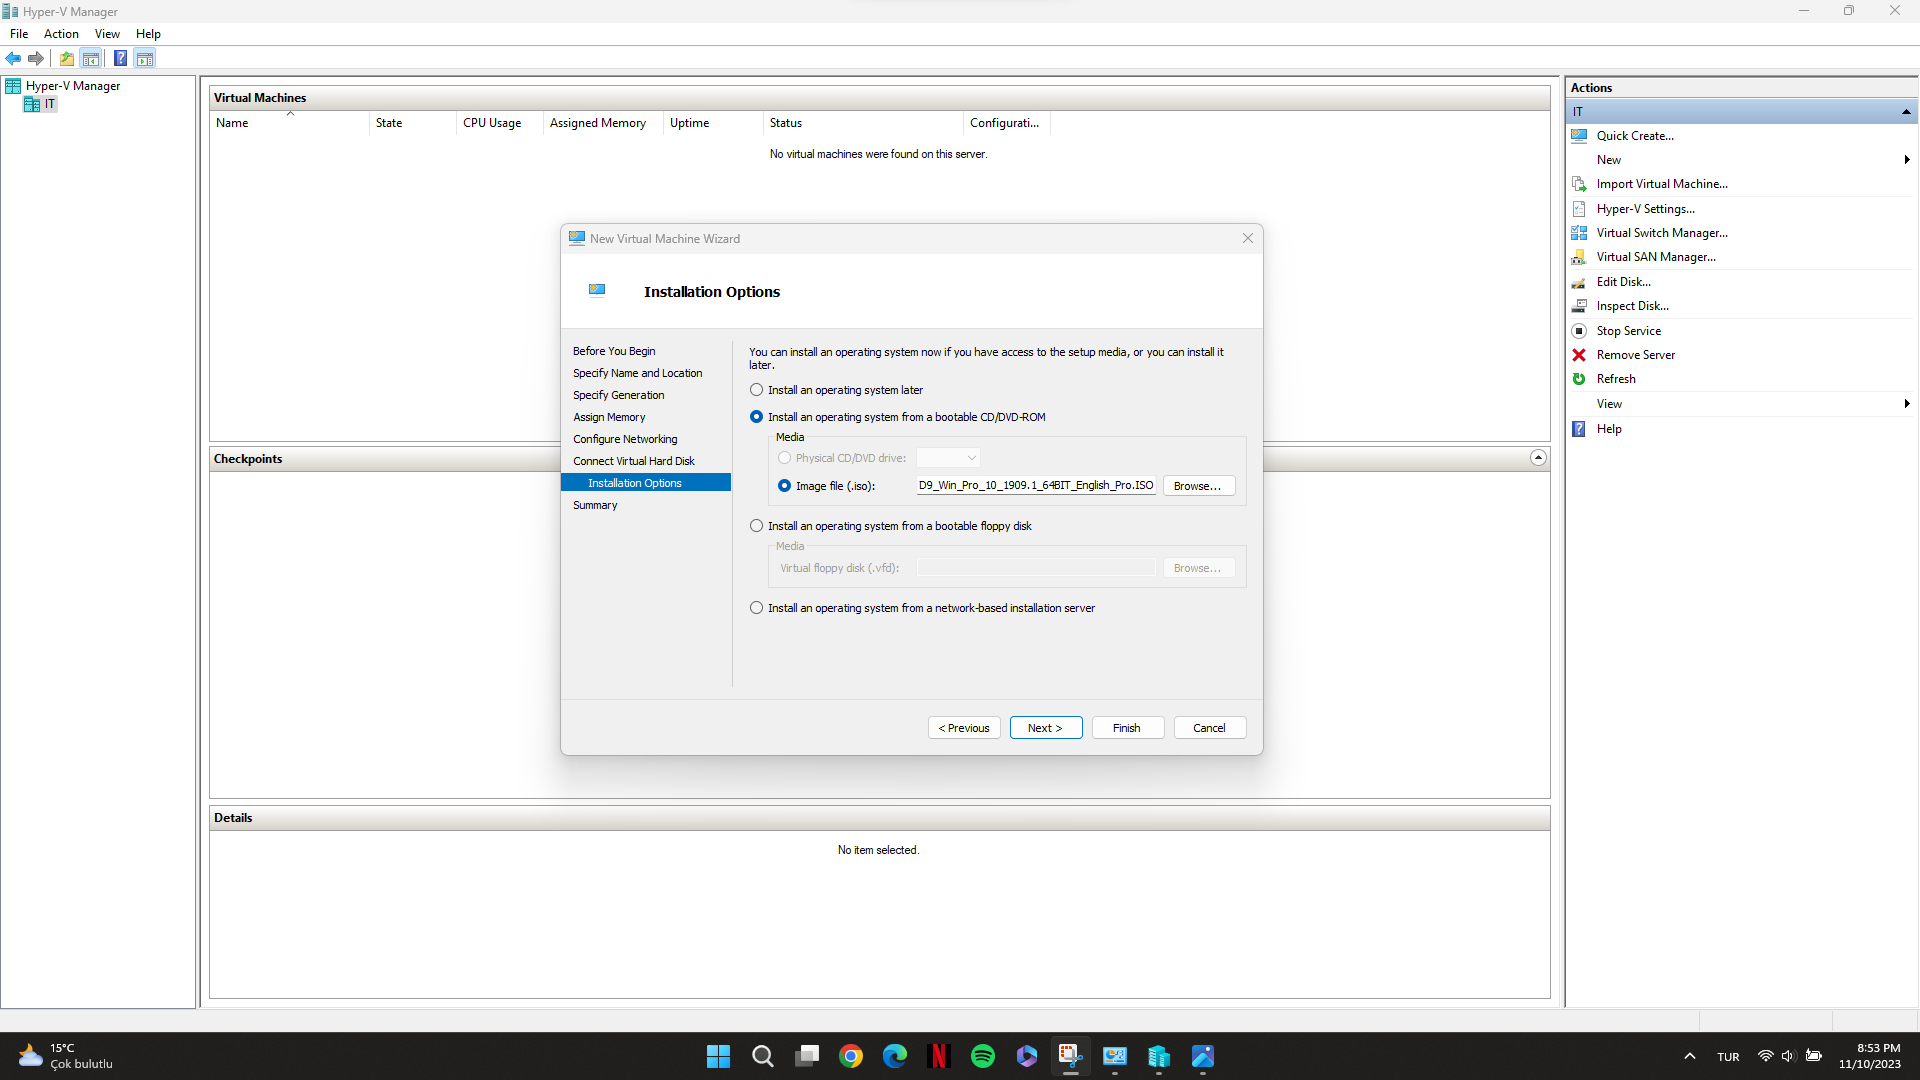 Hyper-V Manager
File Action View Help
Hyper-V Manager
IT
Virtual Machines
Name State CPU Usage Assigned Memory Uptime Status Configurati...
No virtual machines were found on this server.
New Virtual Machine Wizard
Installation Options
Before You Begin
Specify Name and Location
Specify Generation
Assign Memory
Configure Networking
Connect Virtual Hard Disk
Installation Options
Summary
You can install an operating system now if you have access to the setup media, or you can install it
later.
Install an operating system later
Install an operating system from a bootable CD/DVD-ROM
Media
Physical CD/DVD drive:
Image file (.iso): D9_Win_Pro_10_1909.1_64BIT_English_Pro.ISO Browse...
Install an operating system from a bootable floppy disk
Media
Virtual floppy disk (.vfd): Browse...
Install an operating system from a network-based installation server
< Previous Next > Finish Cancel
Checkpoints
Details
No item selected.
Actions
IT
Quick Create...
New
Import Virtual Machine...
Hyper-V Settings...
Virtual Switch Manager...
Virtual SAN Manager...
Edit Disk...
Inspect Disk...
Stop Service
Remove Server
Refresh
View
Help
15°C
Çok bulutlu
TUR
8:53 PM
11/10/2023